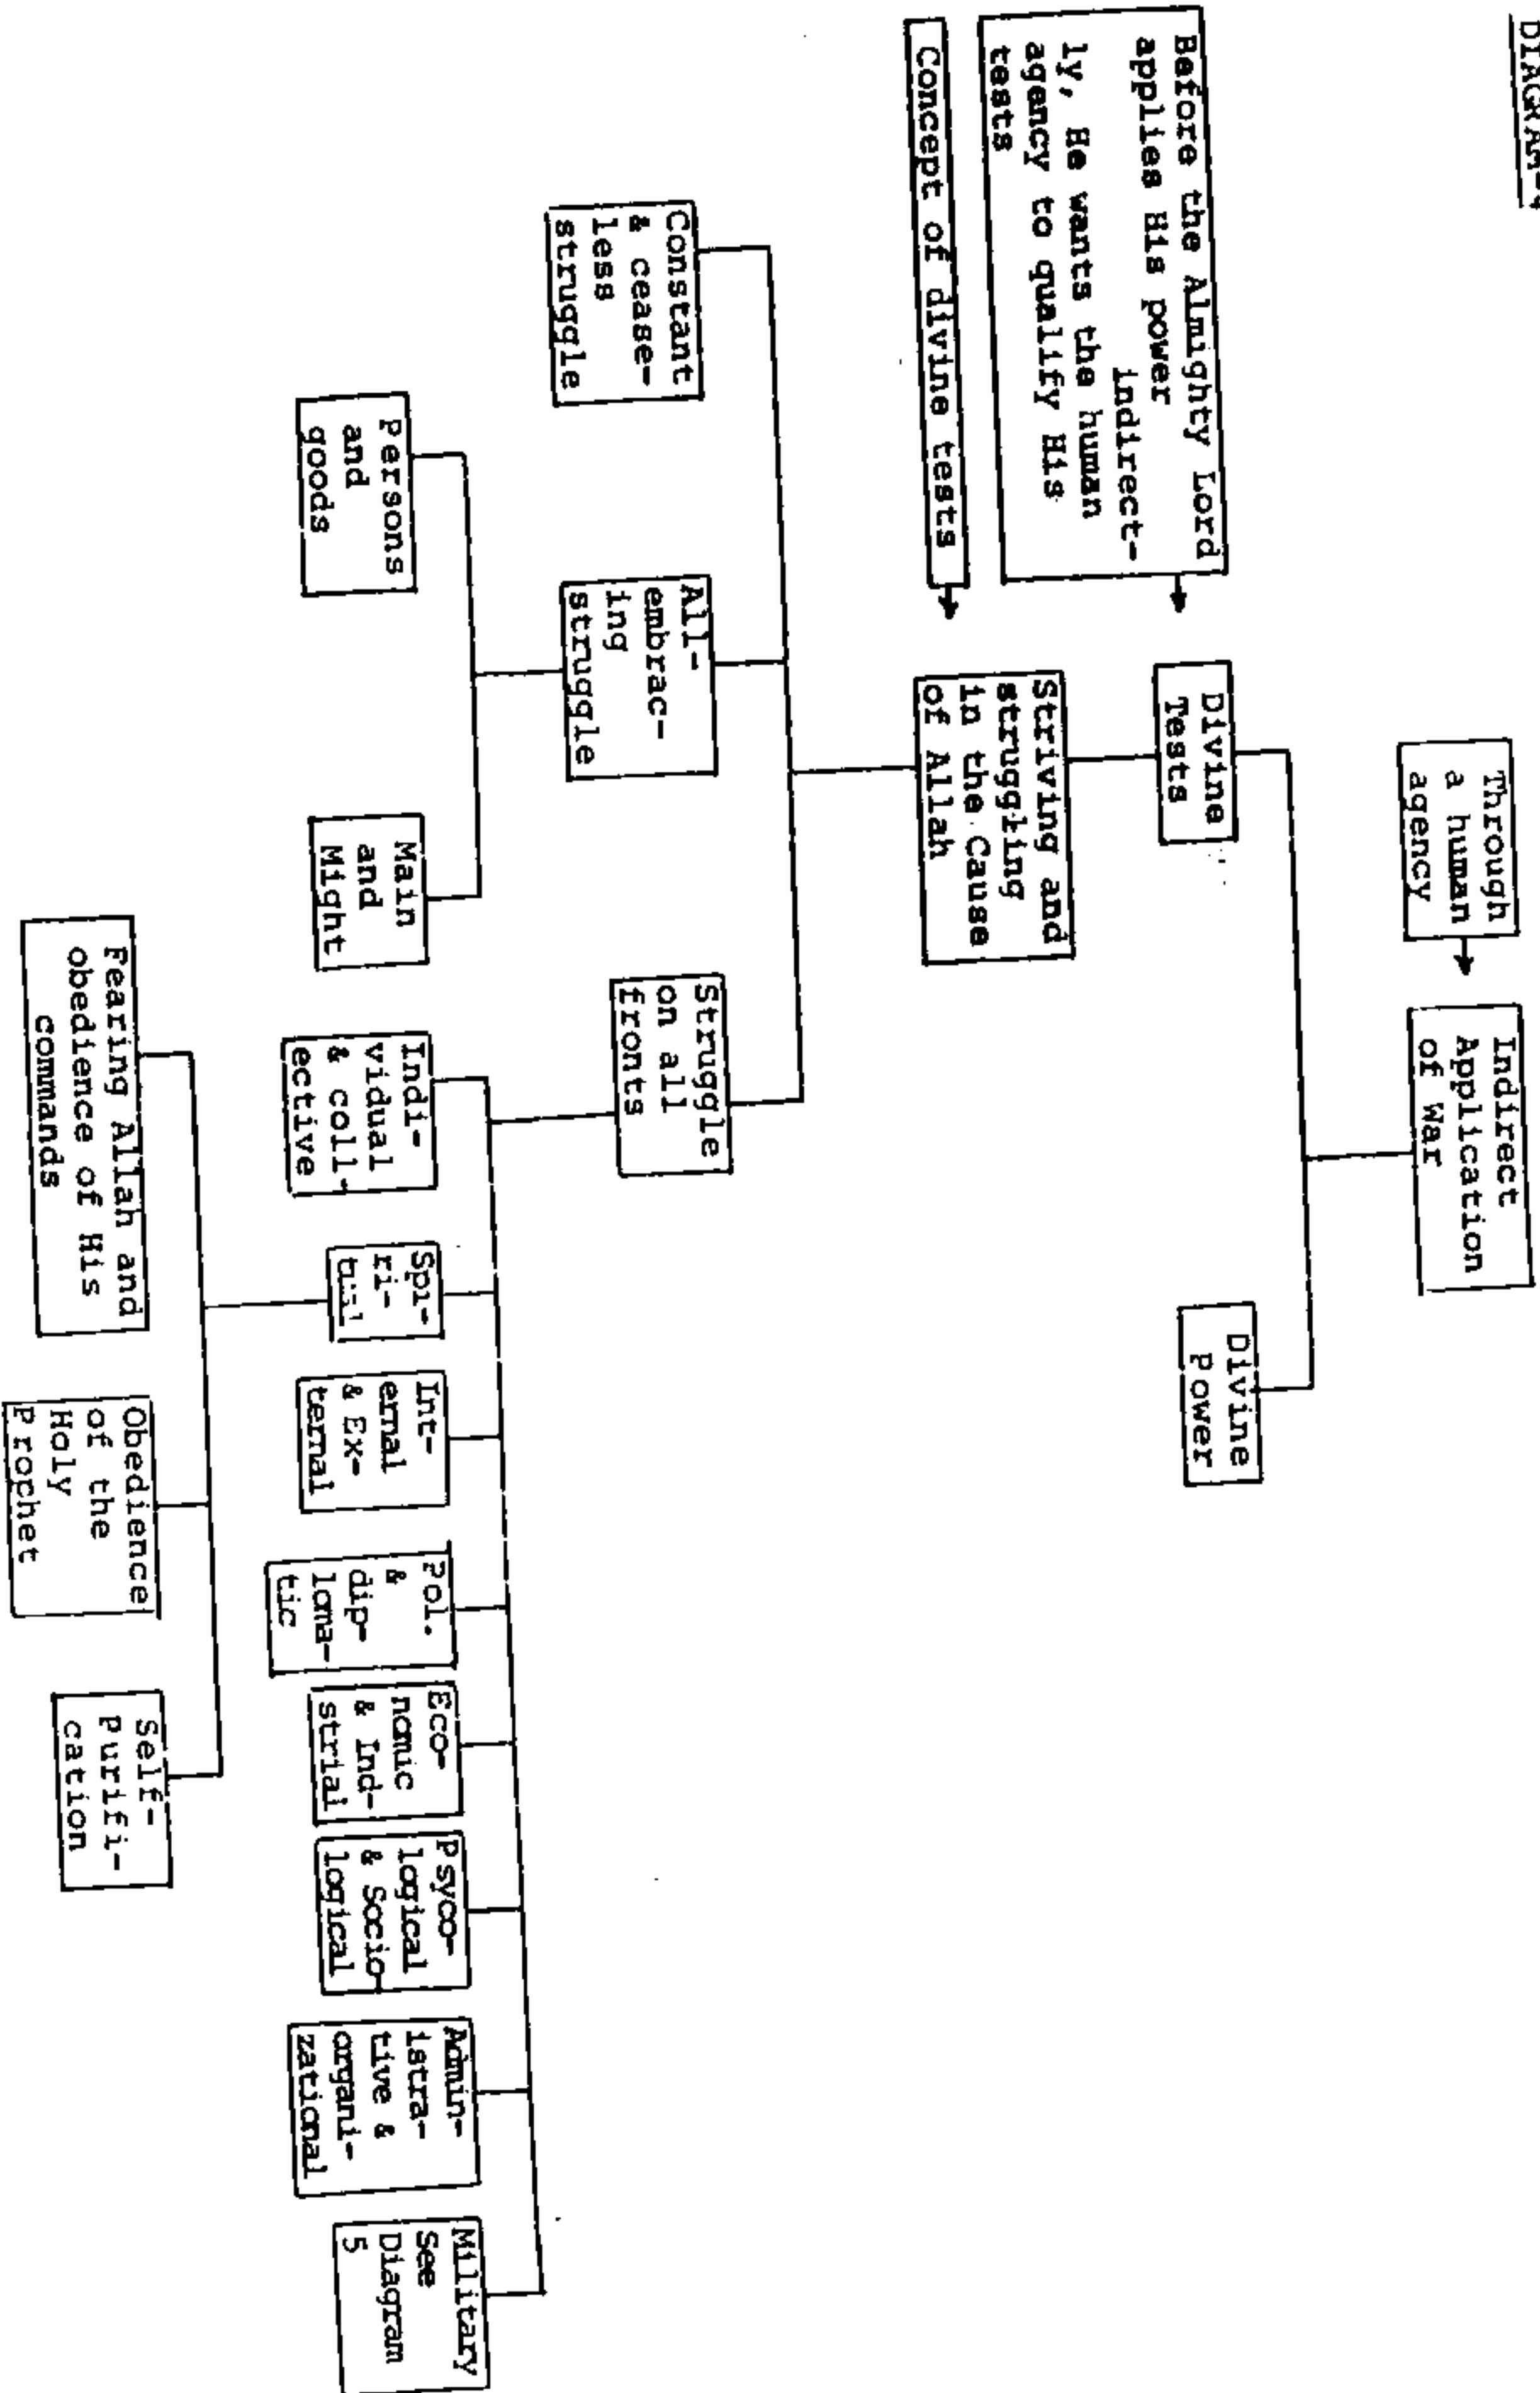 DIAGRAM-4
Through
a human
agency
Indirect
Application
of War
Before the Almighty Lord
applies His power
indirect-
ly, He wants the human
agency to qualify His
tests
Divine
Tests
Divine
Power
Concept of divine tests
Striving and
struggling
in the Cause
of Allah
Constant
& cease-
less
struggle
All-
embrac-
ing
struggle
Struggle
on all
fronts
Persons
and
goods
Main
and
Might
Indi-
vidual
& coll-
ective
Spi-
ri-
tual
Int-
ernal
& Ex-
ternal
Pol.
&
dip-
loma-
tic
Eco-
nomic
& Ind-
strial
Psyco-
logical
& Socio
logical
Admin-
istra-
tive &
organi-
zational
Military
See
Diagram
5
Fearing Allah and
obedience of His
commands
Obedience
of the
Holy
Prophet
Self-
Purifi-
cation